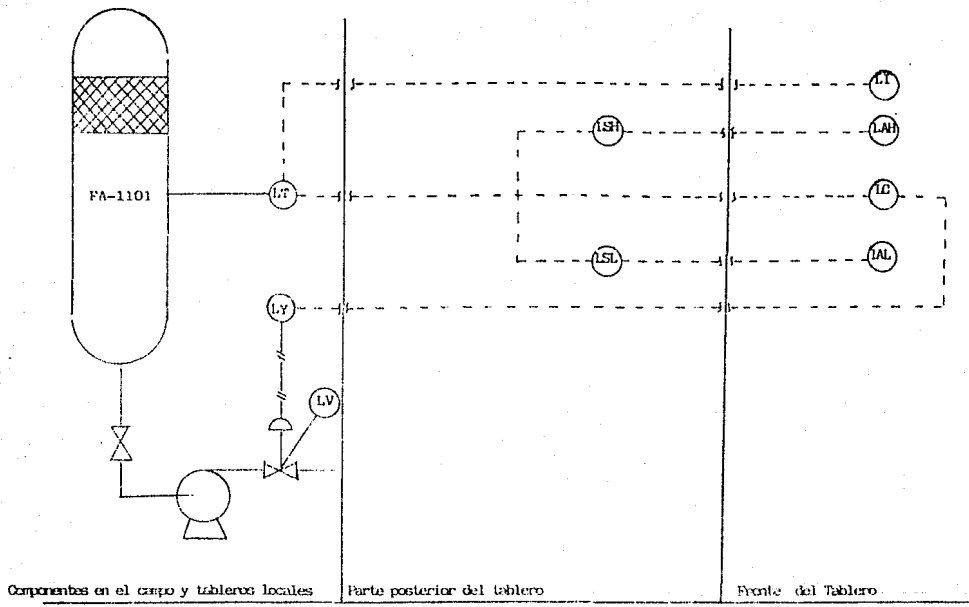 LT
LSH
LAH
FA-1101
LT
LC
LSL
LAL
LY
LV
Componentes en el campo y tableros locales
Parte posterior del tablero
Frente del Tablero